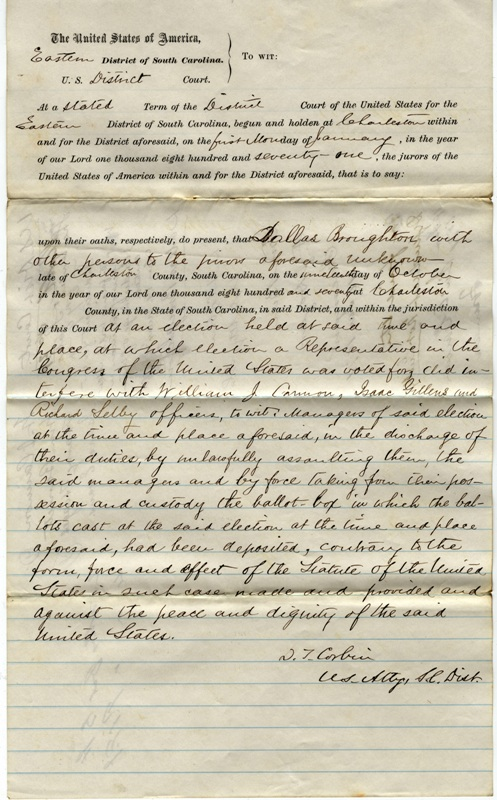 The United States of America,
Eastern District of South Carolina. } To wit:
U. S. District Court.
At a stated Term of the District Court of the United States for the
Eastern District of South Carolina, begun and holden at Charleston within
and for the District aforesaid, on the first Monday of January, in the year
of our Lord one thousand eight hundred and seventy-one, the jurors of the
United States of America within and for the District aforesaid, that is to say:
upon their oaths, respectively, do present, that Dallas Broughton with
other persons to the jurors aforesaid unknown
late of Charleston County, South Carolina, on the nineteenth day of October
in the year of our Lord one thousand eight hundred and seventy at Charleston
County, in the State of South Carolina, in said District, and within the jurisdiction
of this Court at an election held at said time and
place, at which election a Representative in the
Congress of the United States was voted for, did in-
terfere with William J. Cannon, Isaac Gillens and
Richard Selby officers, to wit: Managers of said election
at the time and place aforesaid, in the discharge of
their duties, by unlawfully assaulting them, the
said managers and by force taking from their pos-
session and custody the ballot-box in which the bal-
lots cast at the said election at the time and place
aforesaid, had been deposited, contrary to the
form, force and effect of the Statute of the United
States in such case made and provided and
against the peace and dignity of the said
United States.
D. T. Corbin
U.S. Atty, S.C. Dist.